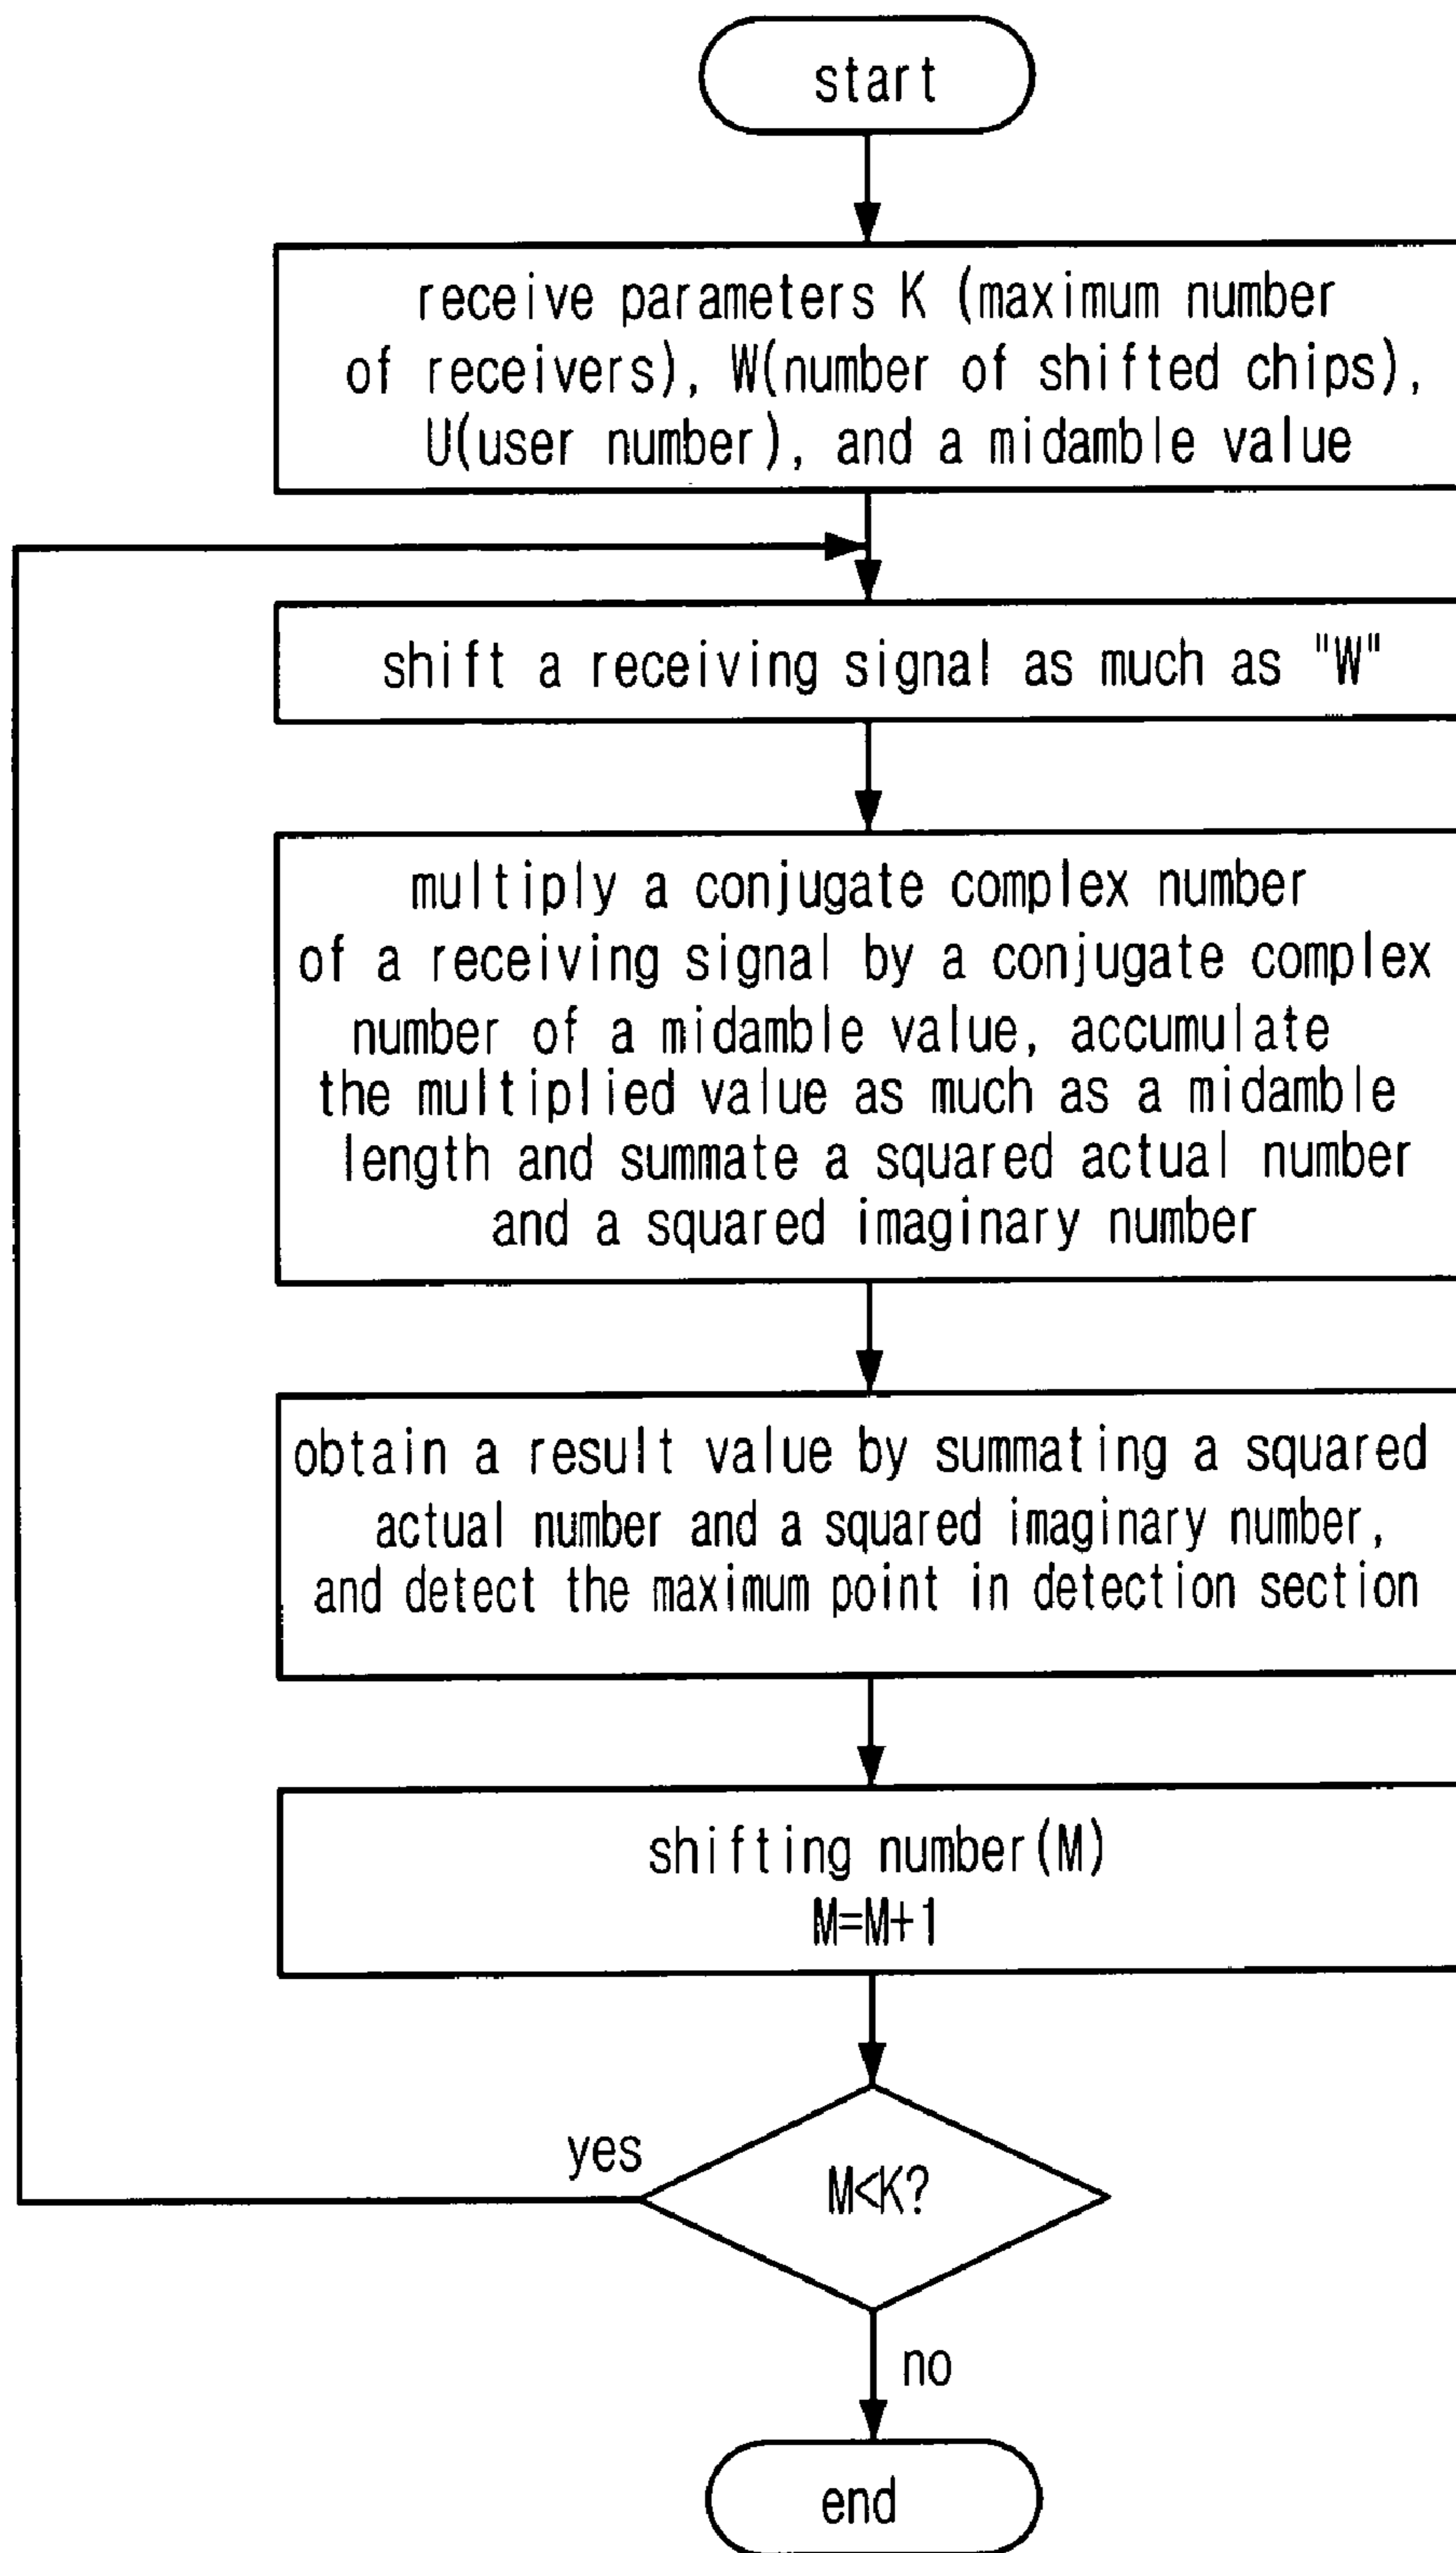 start
receive parameters K (maximum number
of receivers), W(number of shifted chips),
U(user number), and a midamble value
shift a receiving signal as much as "W"
multiply a conjugate complex number
of a receiving signal by a conjugate complex
number of a midamble value, accumulate
the multiplied value as much as a midamble
length and summate a squared actual number
and a squared imaginary number
obtain a result value by summating a squared
actual number and a squared imaginary number,
and detect the maximum point in detection section
shifting number(M)
M=M+1
yes
M<K?
no
end